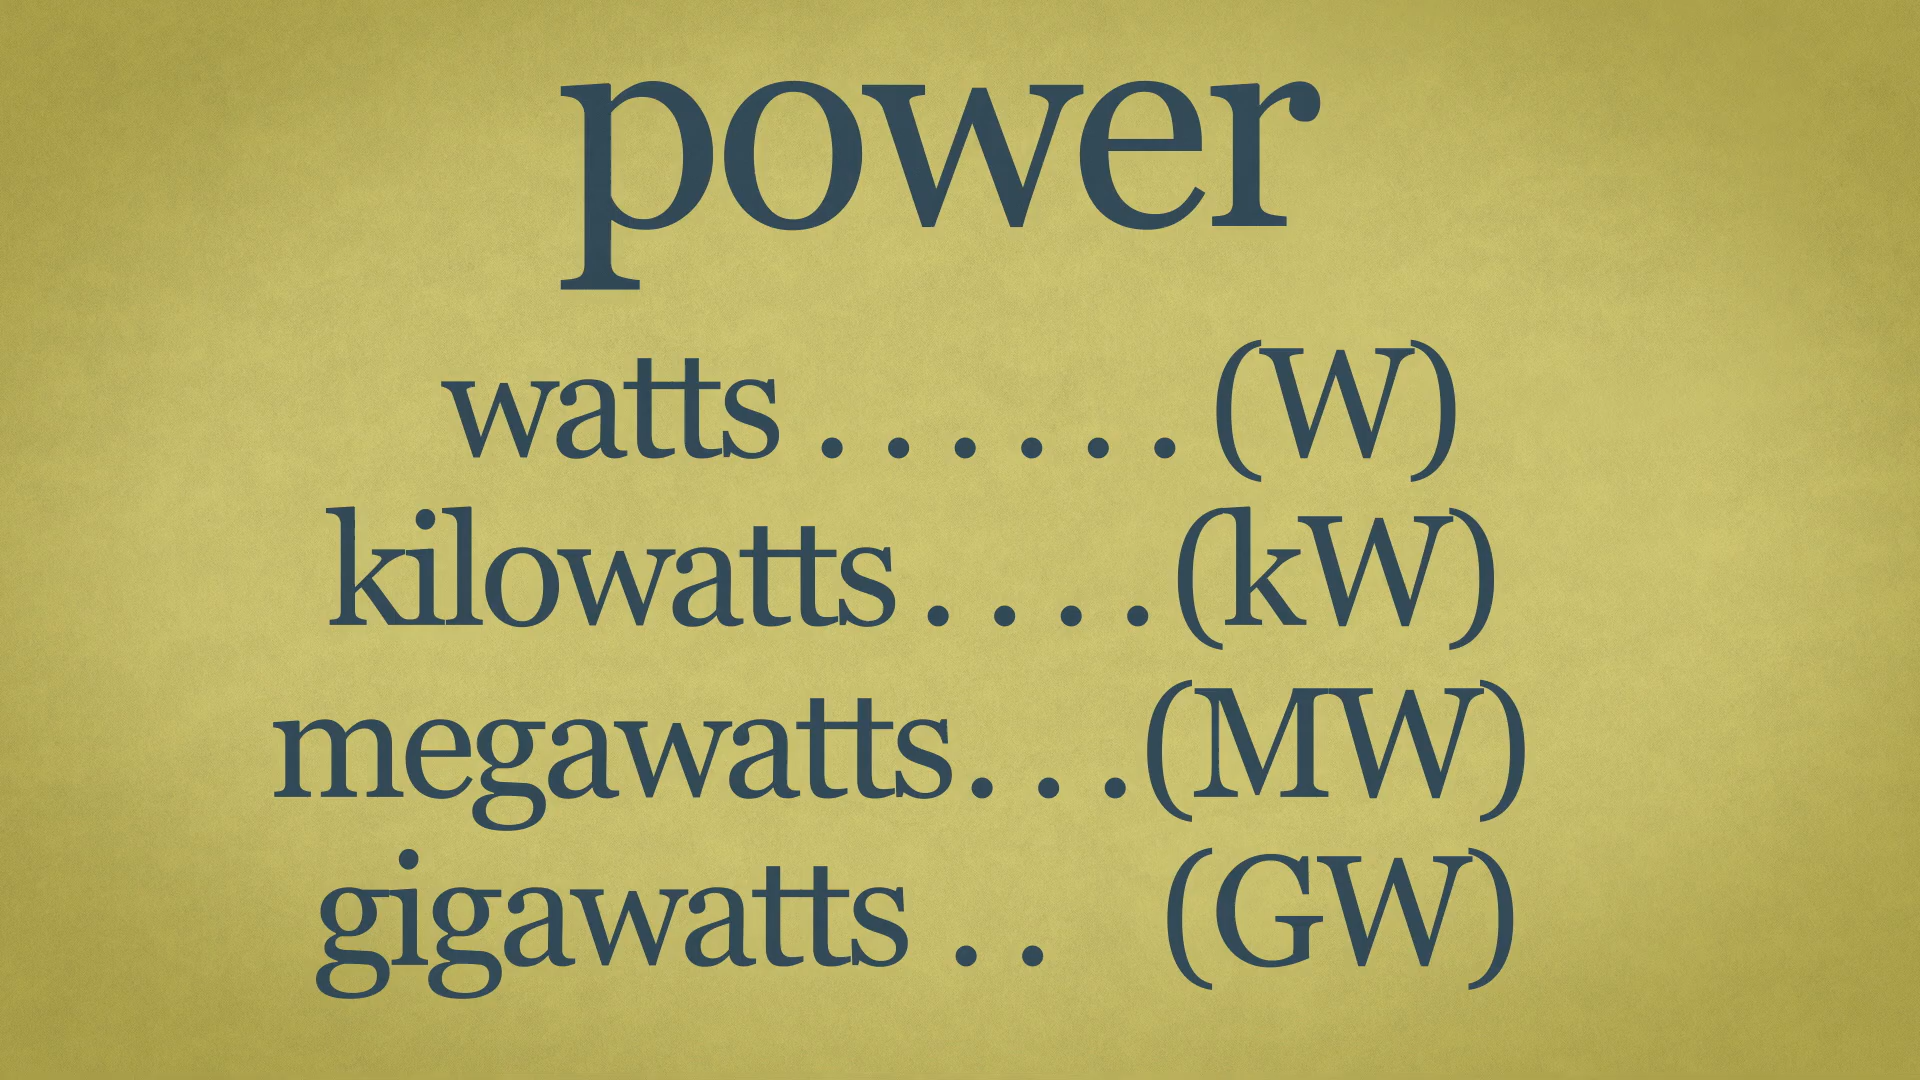 power
watts . . . . . . (W)
kilowatts . . . . (kW)
megawatts . . . (MW)
gigawatts . . (GW)